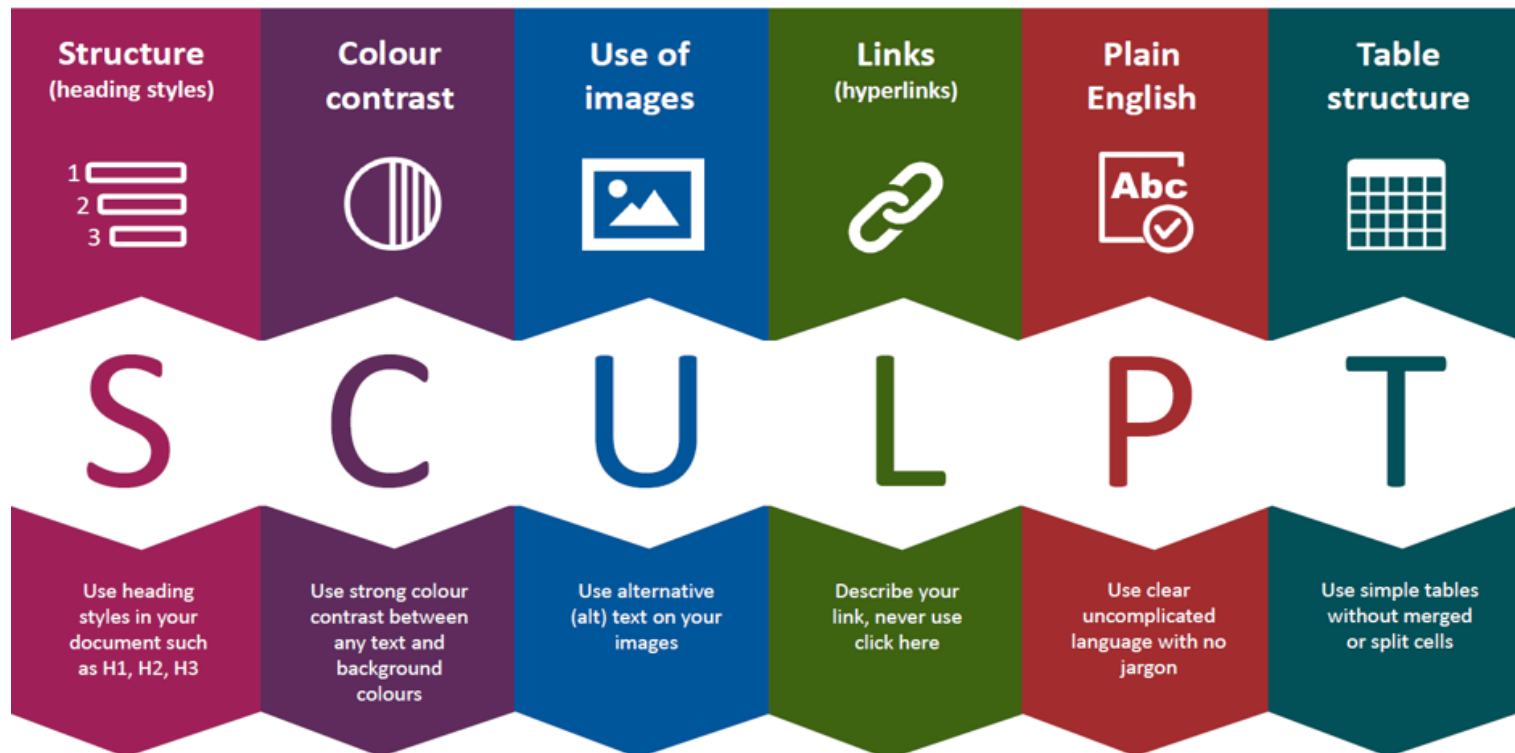 Structure
(heading styles)
1
2
3
S
Use heading
styles in your
document such
as H1, H2, H3
Colour
contrast
C
Use strong colour
contrast between
any text and
background
colours
Use of
images
U
Use alternative
(alt) text on your
images
Links
(hyperlinks)
L
Describe your
link, never use
click here
Plain
English
Abc
P
Use clear
uncomplicated
language with no
jargon
Table
structure
T
Use simple tables
without merged
or split cells